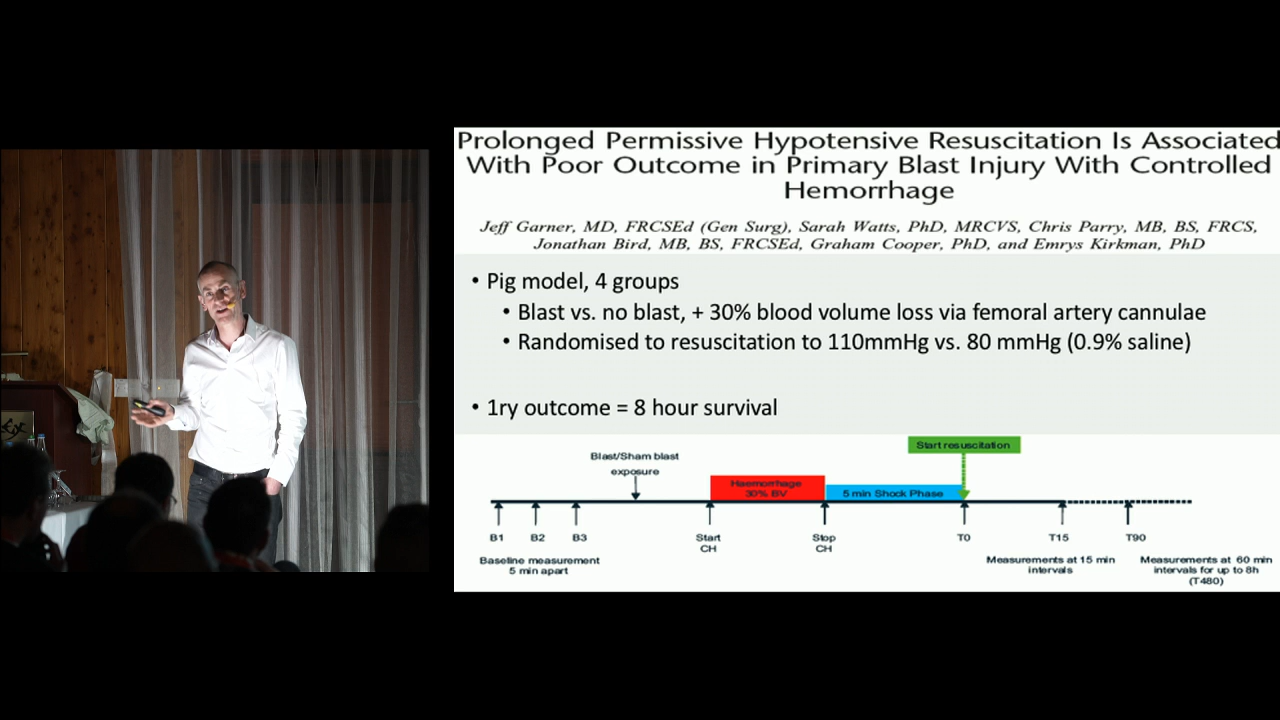 Prolonged Permissive Hypotensive Resuscitation Is Associated
With Poor Outcome in Primary Blast Injury With Controlled
Hemorrhage
Jeff Garner, MD, FRCSEd (Gen Surg), Sarah Watts, PhD, MRCVS, Chris Parry, MB, BS, FRCS,
Jonathan Bird, MB, BS, FRCSEd, Graham Cooper, PhD, and Emrys Kirkman, PhD
• Pig model, 4 groups
• Blast vs. no blast, + 30% blood volume loss via femoral artery cannulae
• Randomised to resuscitation to 110mmHg vs. 80 mmHg (0.9% saline)
• 1ry outcome = 8 hour survival
Start resuscitation
Blast/Sham blast
exposure
Haemorrhage
30% BV
5 min Shock Phase
B1 B2 B3 Start CH Stop CH T0 T15 T90
Baseline measurement
5 min apart
Measurements at 15 min
intervals
Measurements at 60 min
intervals for up to 8h
(T480)